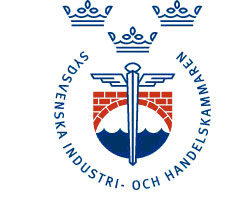 SYDSVENSKA INDUSTRI- OCH HANDELSKAMMAREN